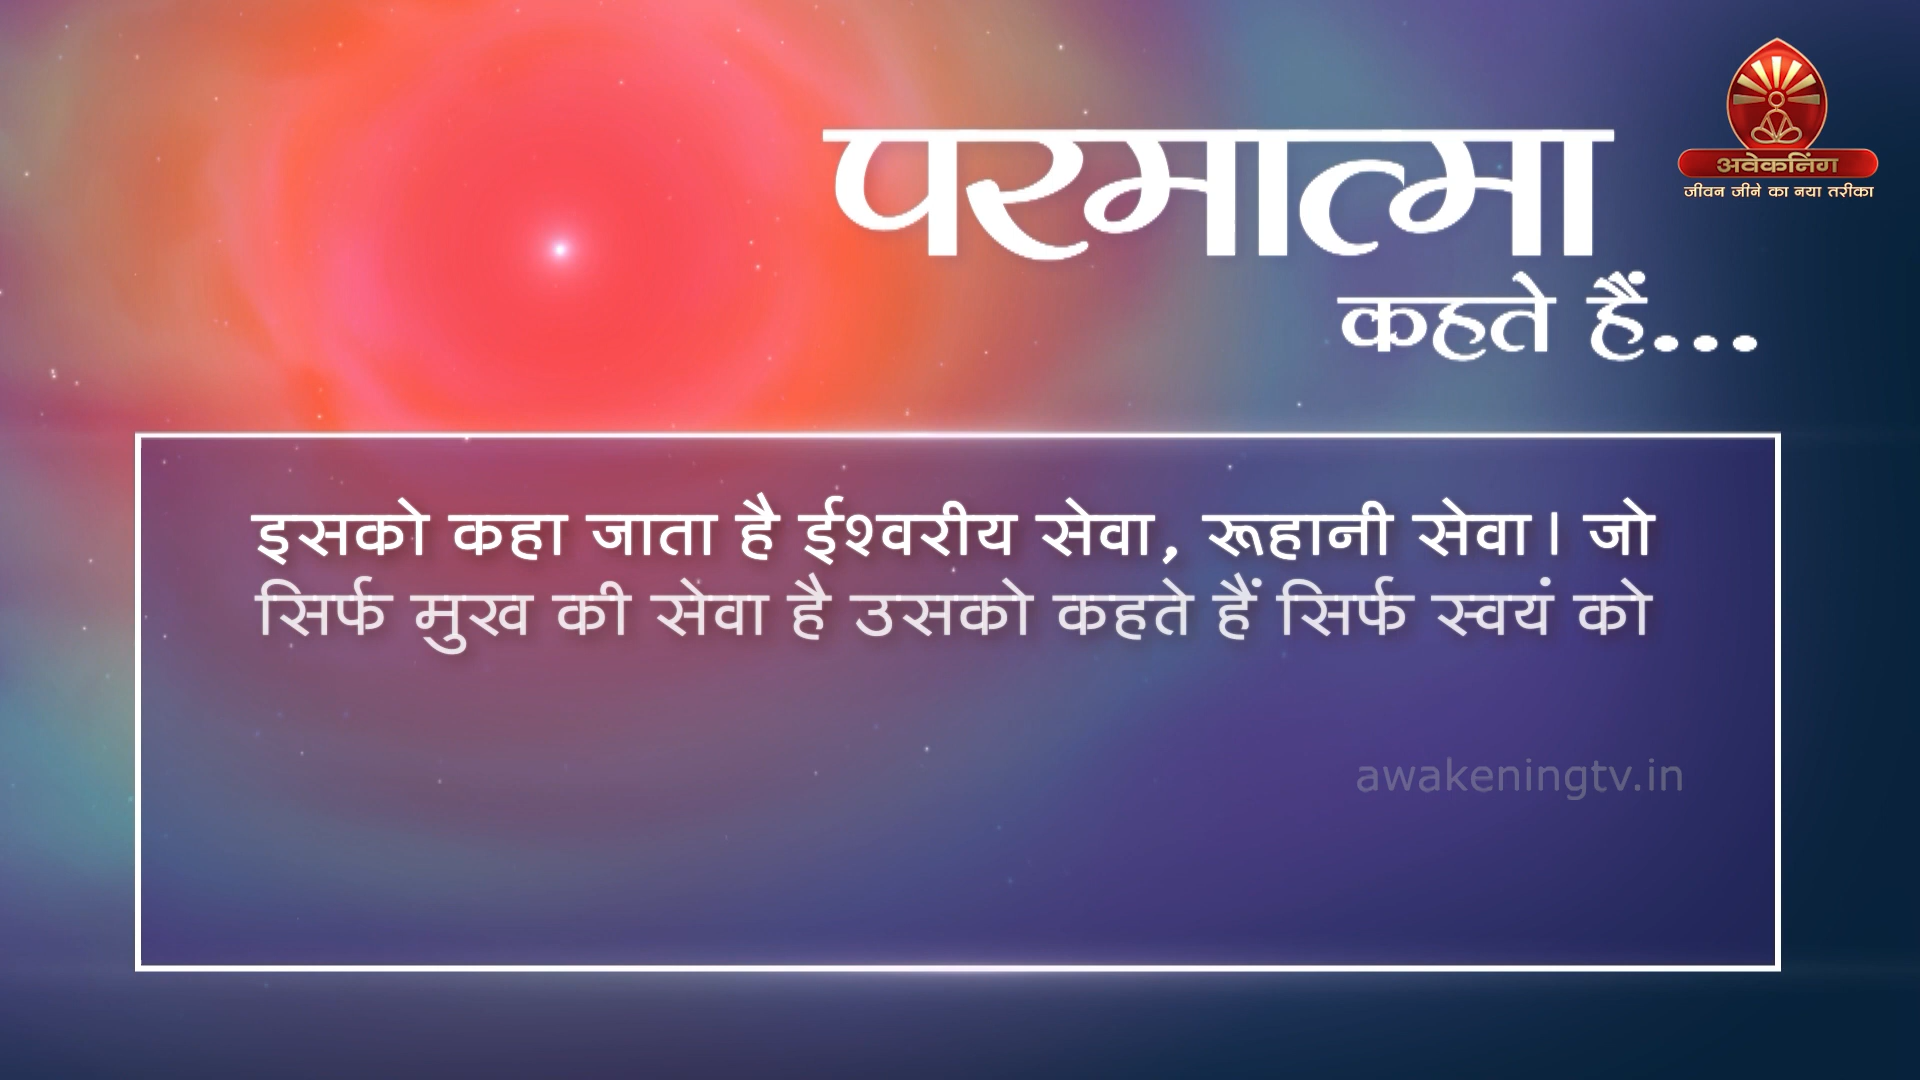 अवेकनिंग
जीवन जीने का नया तरीका
परमात्मा
कहते हैं...
इसको कहा जाता है ईश्वरीय सेवा, रूहानी सेवा। जो
सिर्फ मुख की सेवा है उसको कहते हैं सिर्फ स्वयं को
awakeningtv.in